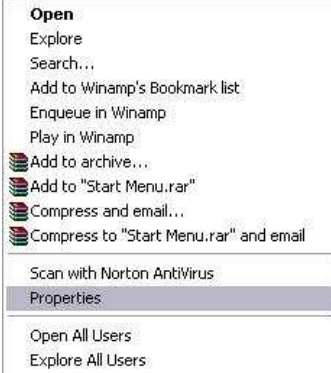 Open
Explore
Search...
Add to Winamp's Bookmark list
Enqueue in Winamp
Play in Winamp
Add to archive...
Add to "Start Menu.rar"
Compress and email...
Compress to "Start Menu.rar" and email
Scan with Norton AntiVirus
Properties
Open All Users
Explore All Users